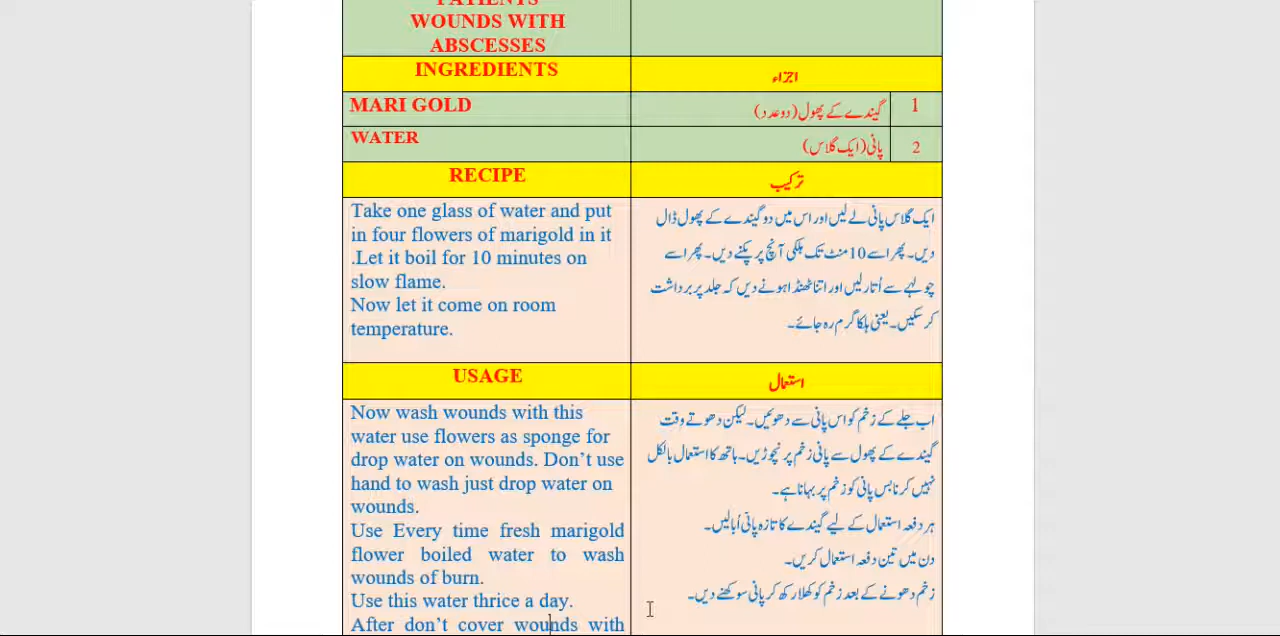 PATIENTS
WOUNDS WITH
ABSCESSES
INGREDIENTS
اجزاء
MARI GOLD
گیندے کے پھول (دو عدد)
1
WATER
پانی (ایک گلاس)
2
RECIPE
ترکیب
Take one glass of water and put
in four flowers of marigold in it
.Let it boil for 10 minutes on
slow flame.
Now let it come on room
temperature.
ایک گلاس پانی لے لیں اور اس میں دو گیندے کے پھول ڈال
دیں۔ پھر اسے 10 منٹ تک ہلکی آنچ پر پکنے دیں۔ پھر اسے
چولہے سے اُتار لیں اور اتنا ٹھنڈا ہونے دیں کہ جلد پر برداشت
کر سکیں۔ یعنی ہلکا گرم رہ جائے۔
USAGE
استعمال
Now wash wounds with this
water use flowers as sponge for
drop water on wounds. Don’t use
hand to wash just drop water on
wounds.
Use Every time fresh marigold
flower boiled water to wash
wounds of burn.
Use this water thrice a day.
After don’t cover wounds with
اب جلے کے زخم کو اس پانی سے دھوئیں۔ لیکن دھوتے وقت
گیندے کے پھول سے پانی زخم پر نچوڑیں۔ ہاتھ کا استعمال بالکل
نہیں کرنا بس پانی کو زخم پر بہانا ہے۔
ہر دفعہ استعمال کے لیے گیندے کا تازہ پانی اُبالیں۔
دن میں تین دفعہ استعمال کریں۔
زخم دھونے کے بعد زخم کو کھلا رکھ کر پانی سوکھنے دیں۔